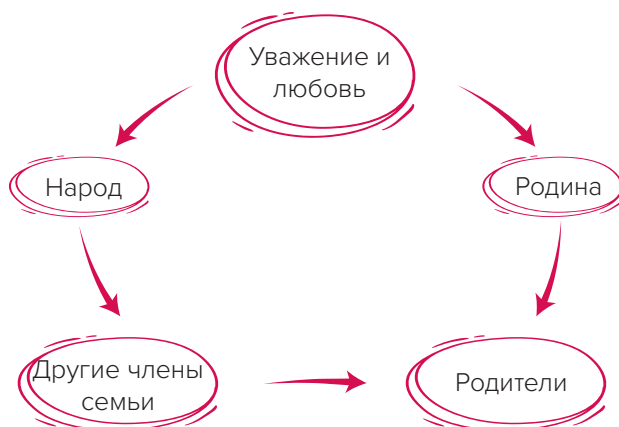 Уважение и
любовь
Народ
Родина
Другие члены
семьи
Родители